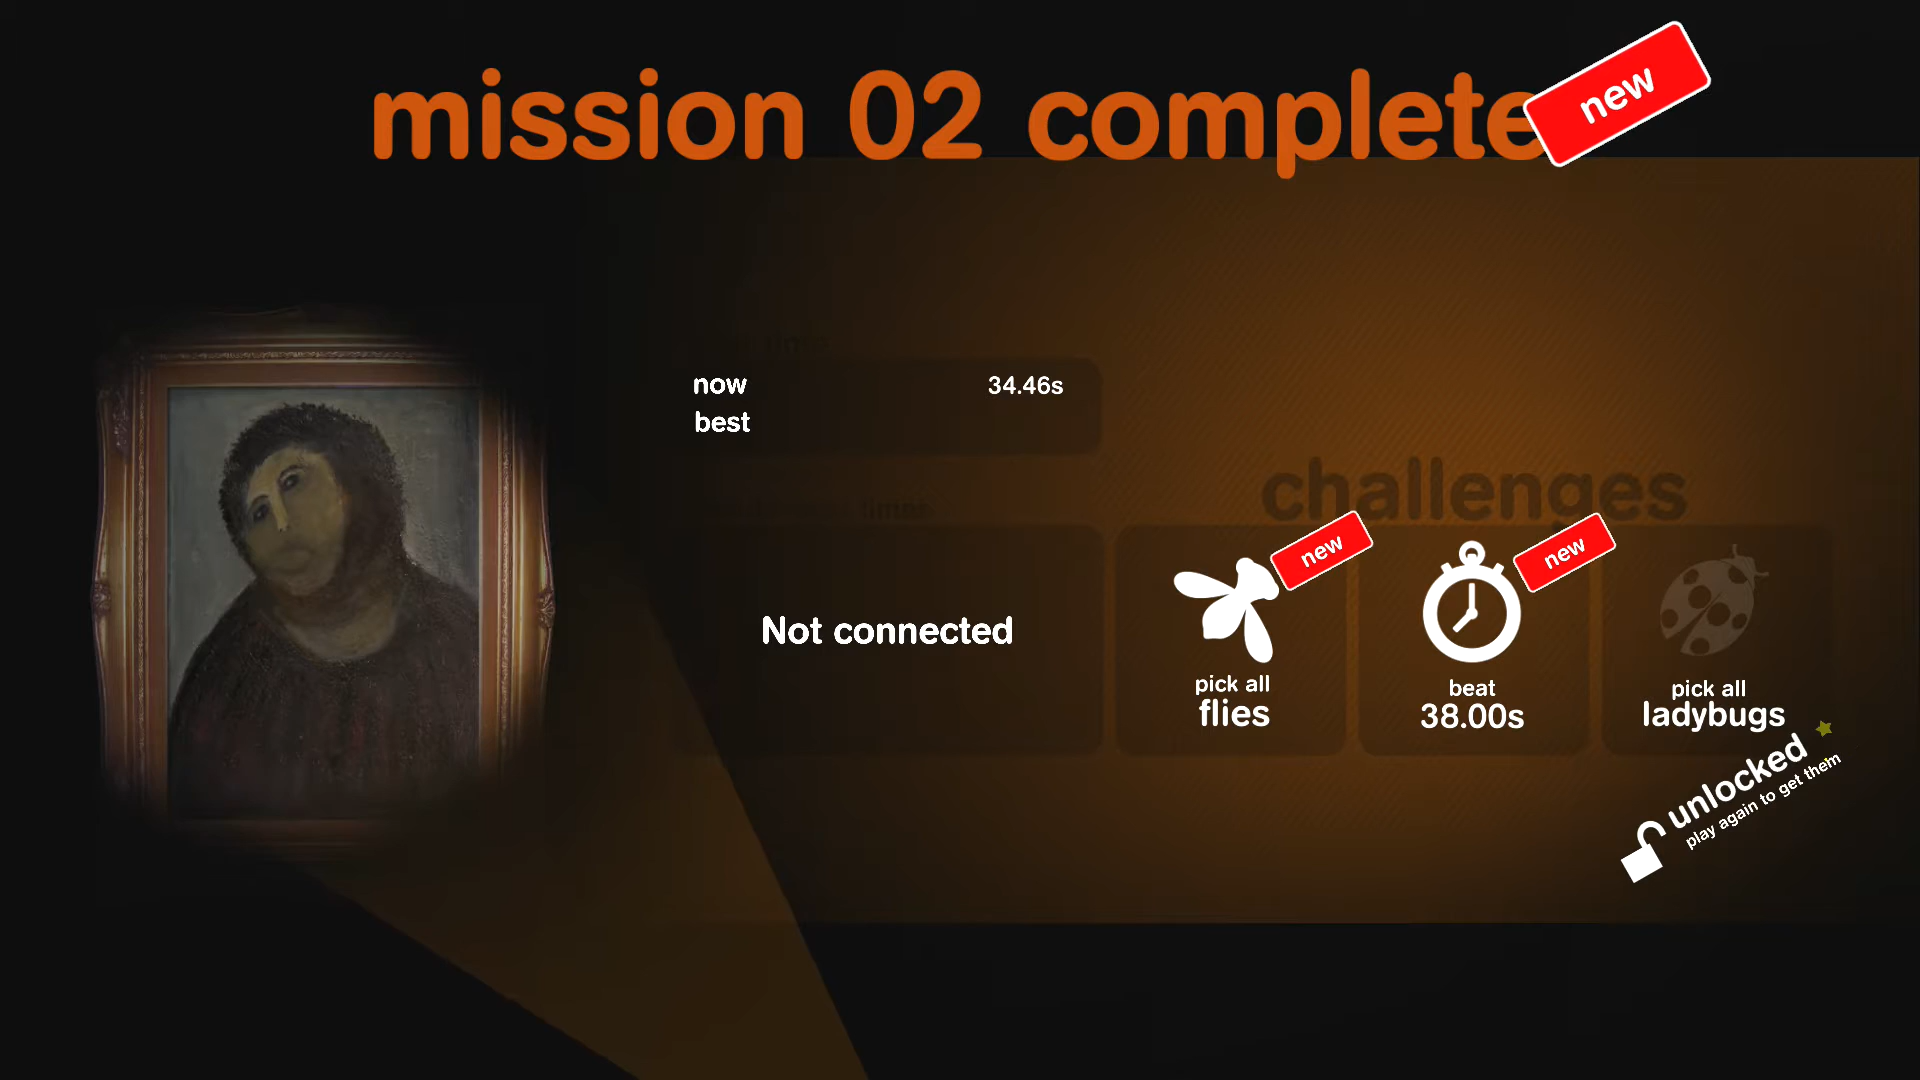 mission 02 complete
new
now 34.46s
best
challenges
Not connected
new
pick all
flies
new
beat
38.00s
pick all
ladybugs
unlocked
play again to get them